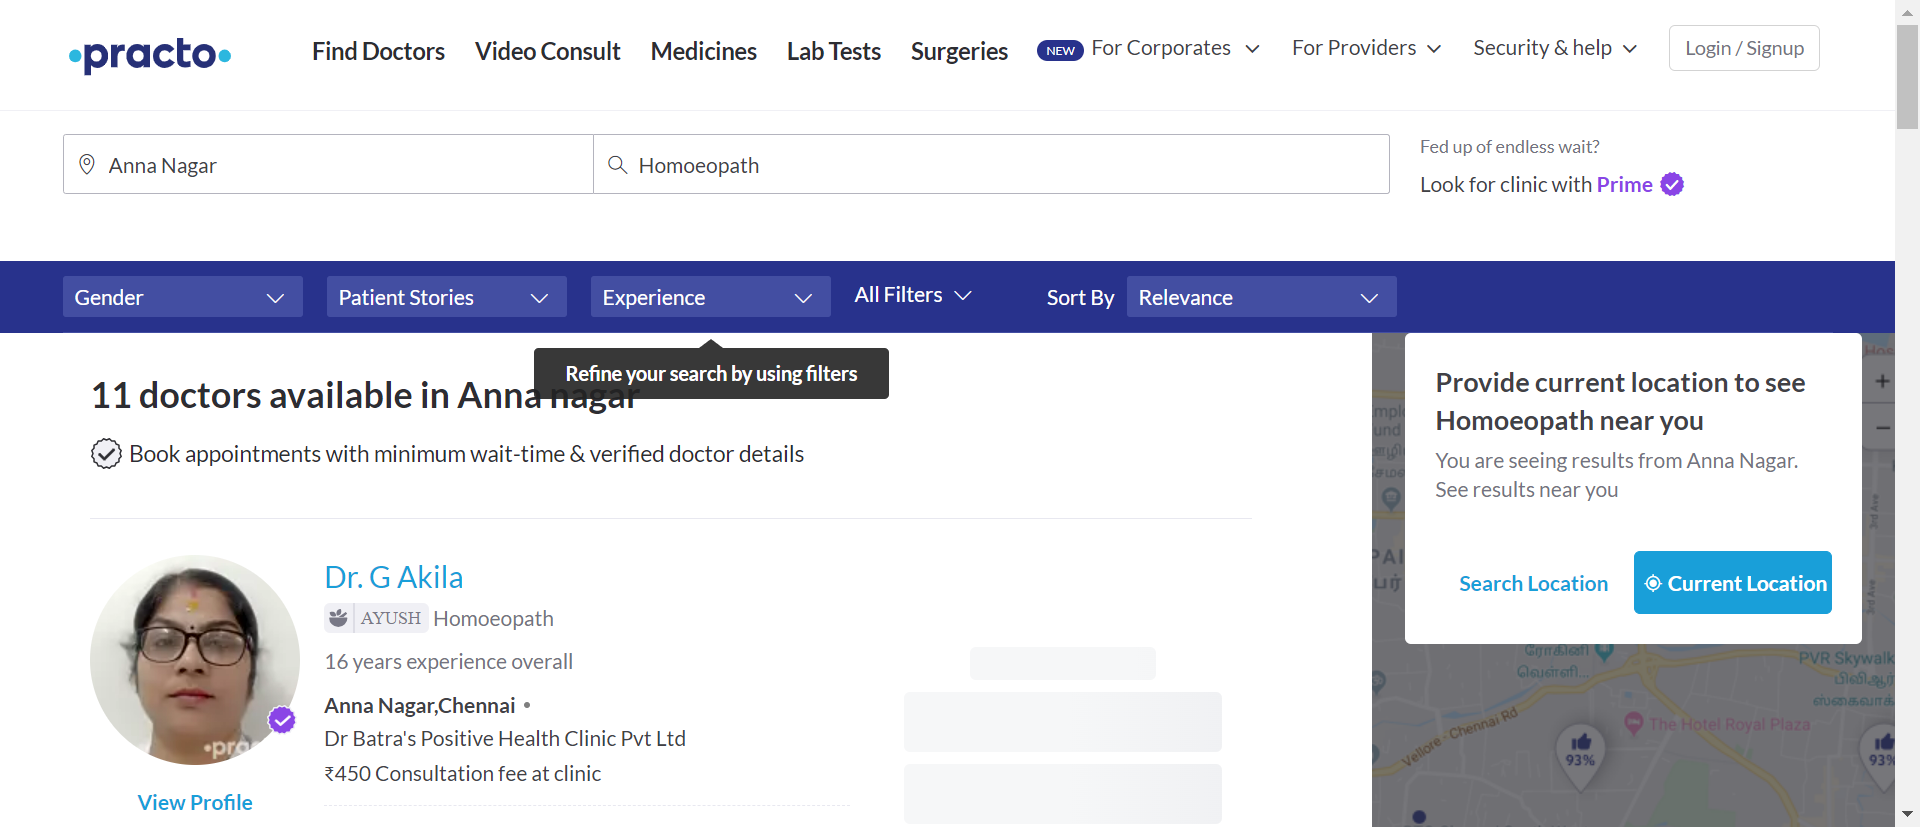 practo
Find Doctors
Video Consult
Medicines
Lab Tests
Surgeries
NEW
For Corporates
For Providers
Security & help
Login / Signup
Anna Nagar
Homoeopath
Fed up of endless wait?
Look for clinic with Prime
Gender
Patient Stories
Experience
All Filters
Sort By
Relevance
Refine your search by using filters
11 doctors available in Anna nagar
Book appointments with minimum wait-time & verified doctor details
Dr. G Akila
AYUSH Homoeopath
16 years experience overall
Anna Nagar,Chennai
Dr Batra's Positive Health Clinic Pvt Ltd
₹450 Consultation fee at clinic
View Profile
Provide current location to see
Homoeopath near you
You are seeing results from Anna Nagar.
See results near you
Search Location
Current Location
3rd Ave
3rd Ave
ரோகினி
வெள்ளி...
PVR Skywalk
பிவிஆர்
ஸ்கைவாக்
Vellore - Chennai Rd
The Hotel Royal Plaza
93%
93%